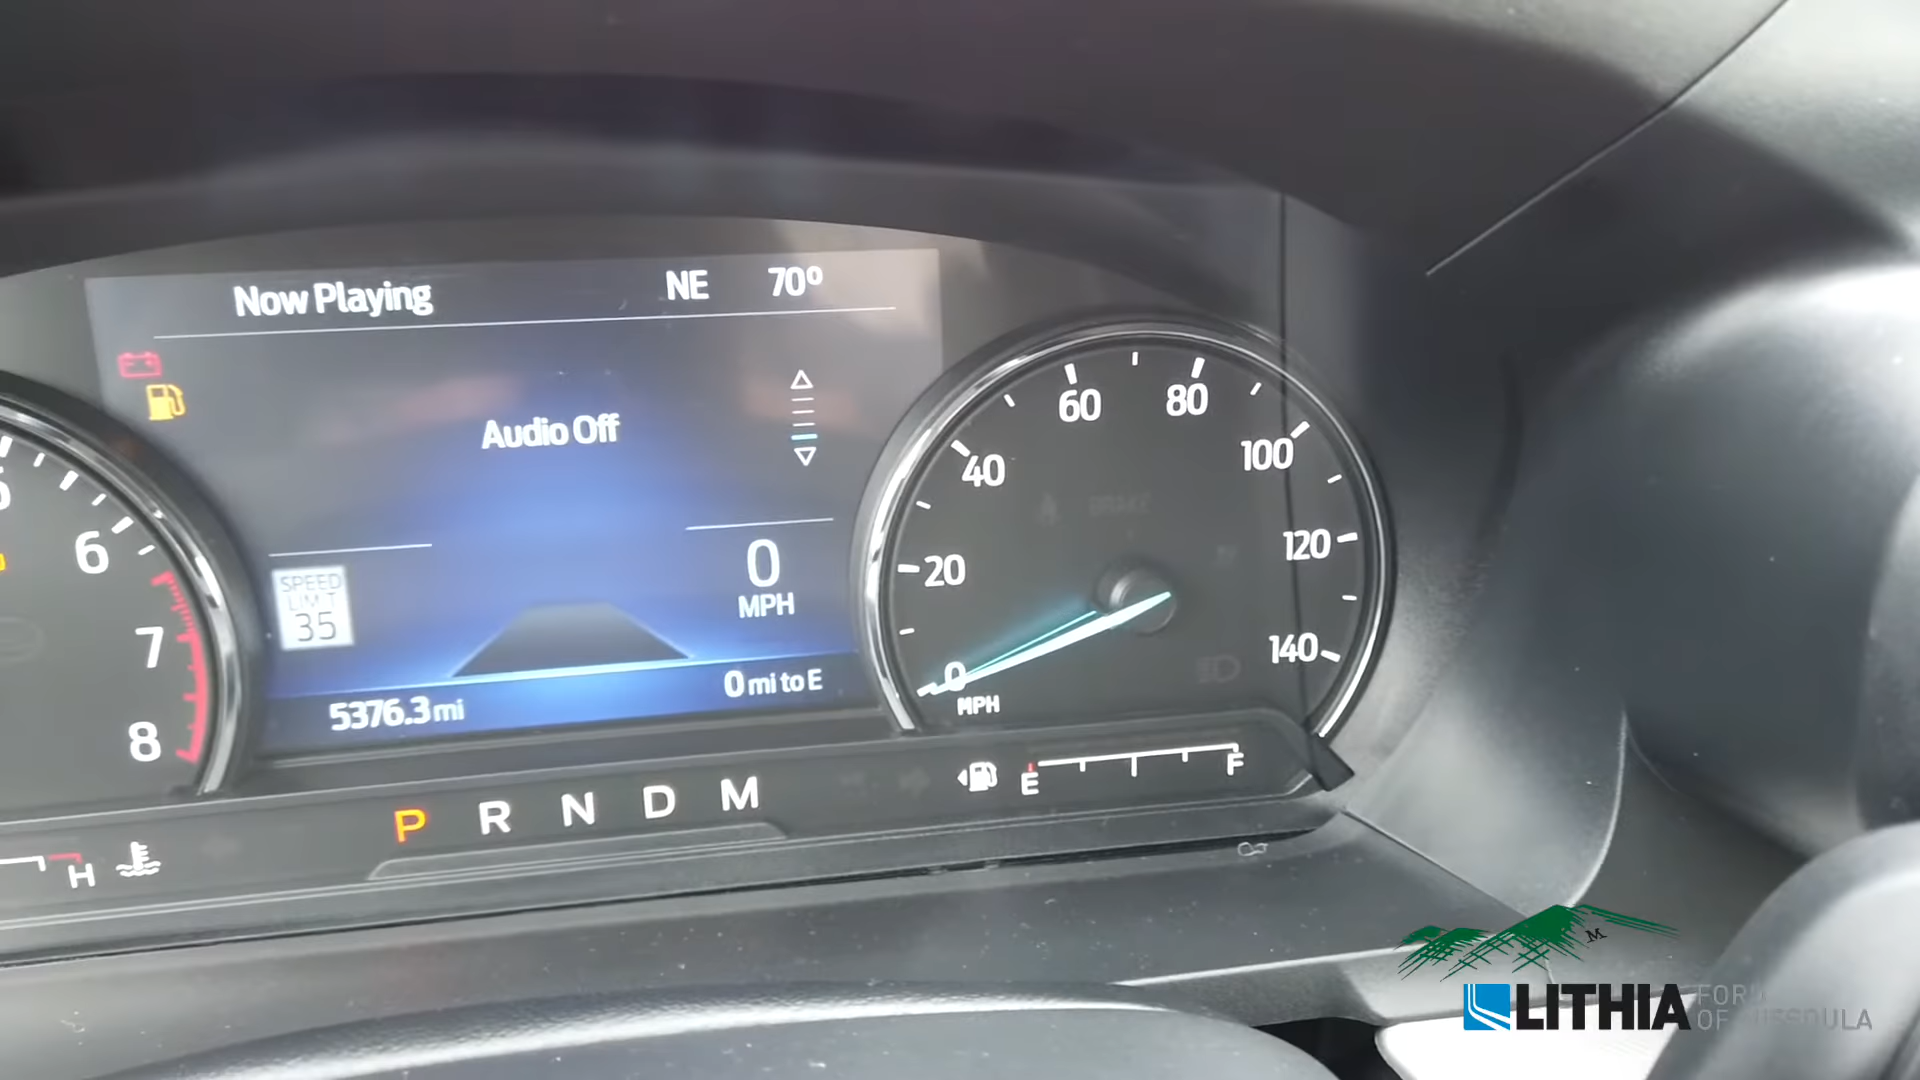 Now Playing NE 70º
Audio Off
SPEED
LIMIT
35
0
MPH
5376.3 mi 0 mi to E
6
7
8
0
20
40
60
80
100
120
140
MPH
P R N D M
E F
H
M
LITHIA FORD
OF MISSOULA